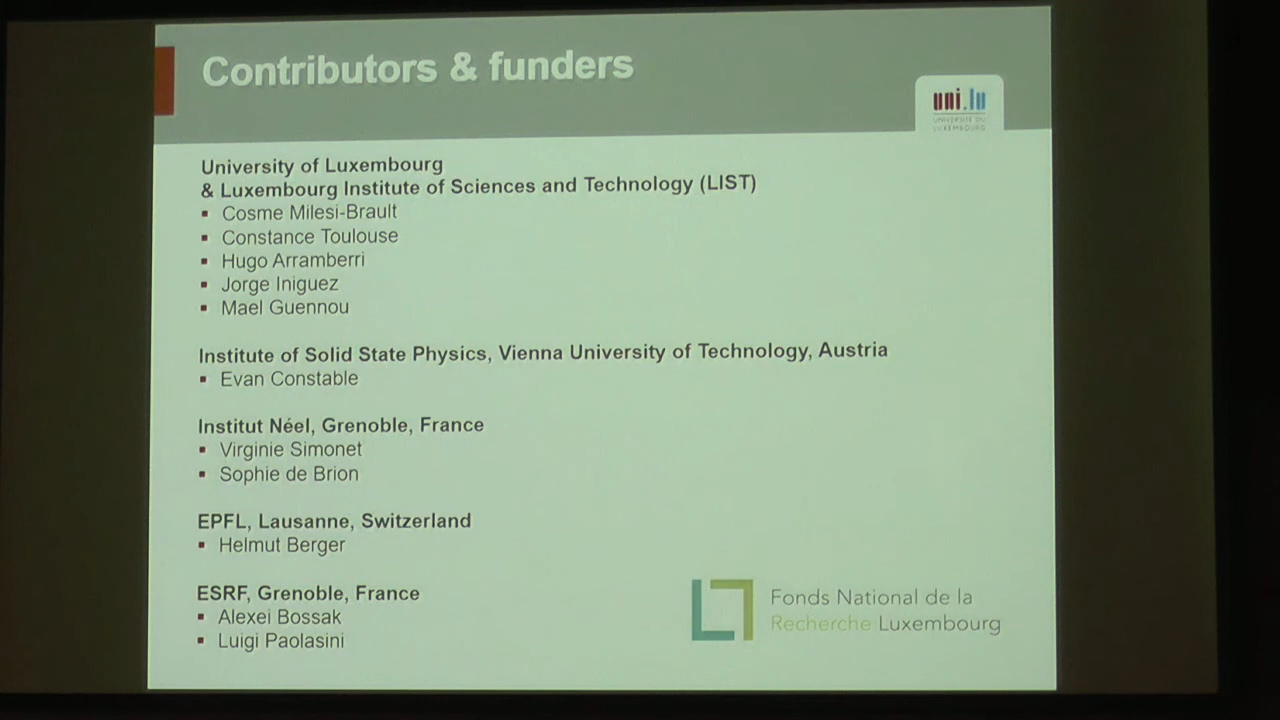 Contributors & funders
uni.lu
UNIVERSITÉ DU
LUXEMBOURG
University of Luxembourg
& Luxembourg Institute of Sciences and Technology (LIST)
▪ Cosme Milesi-Brault
▪ Constance Toulouse
▪ Hugo Arramberri
▪ Jorge Iniguez
▪ Mael Guennou
Institute of Solid State Physics, Vienna University of Technology, Austria
▪ Evan Constable
Institut Néel, Grenoble, France
▪ Virginie Simonet
▪ Sophie de Brion
EPFL, Lausanne, Switzerland
▪ Helmut Berger
ESRF, Grenoble, France
▪ Alexei Bossak
▪ Luigi Paolasini
Fonds National de la
Recherche Luxembourg